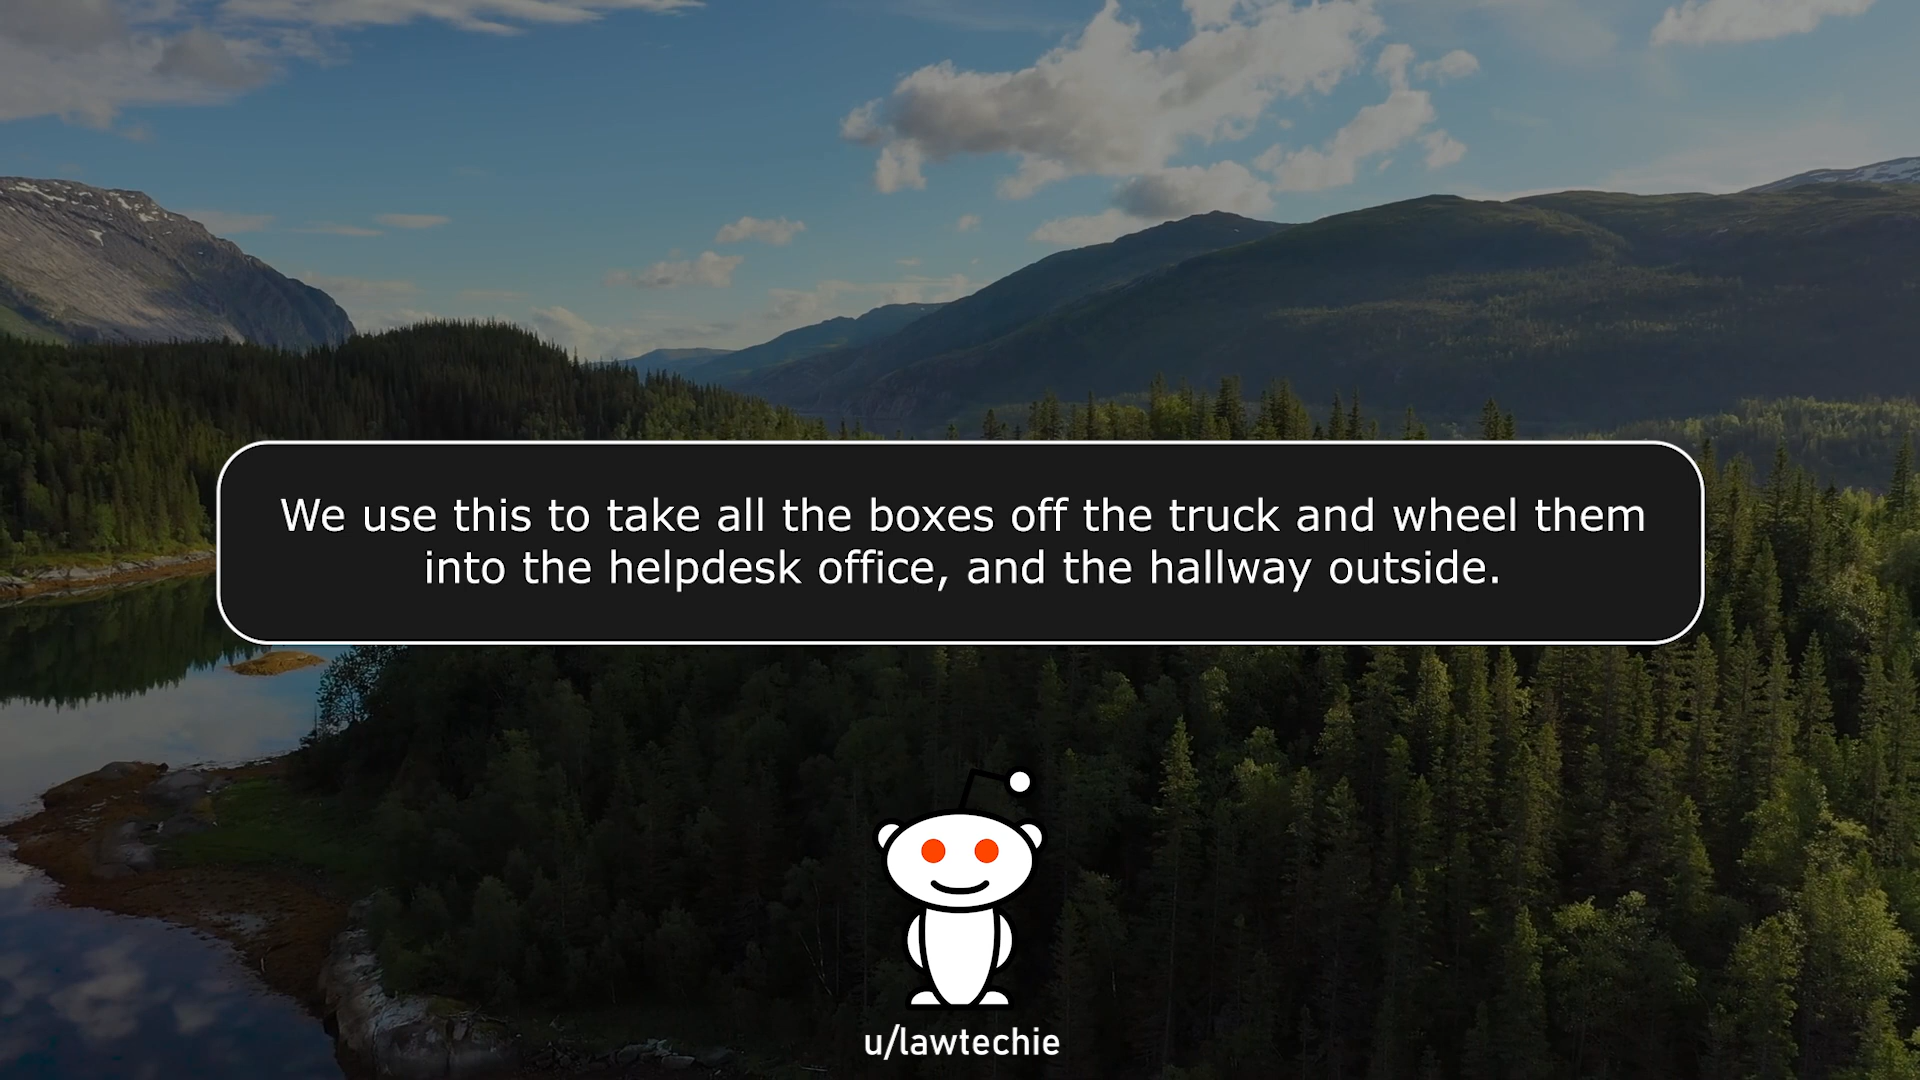 We use this to take all the boxes off the truck and wheel them
into the helpdesk office, and the hallway outside.
u/lawtechie